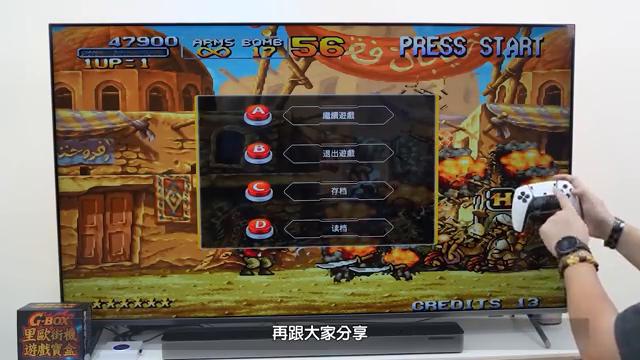 47900
ARMS BOMB
∞ 17
56
PRESS START
1UP=1
A 繼續遊戲
B 退出遊戲
C 存档
D 读档
H
CREDITS 13
G-BOX
里歐街機
遊戲寶盒
再跟大家分享